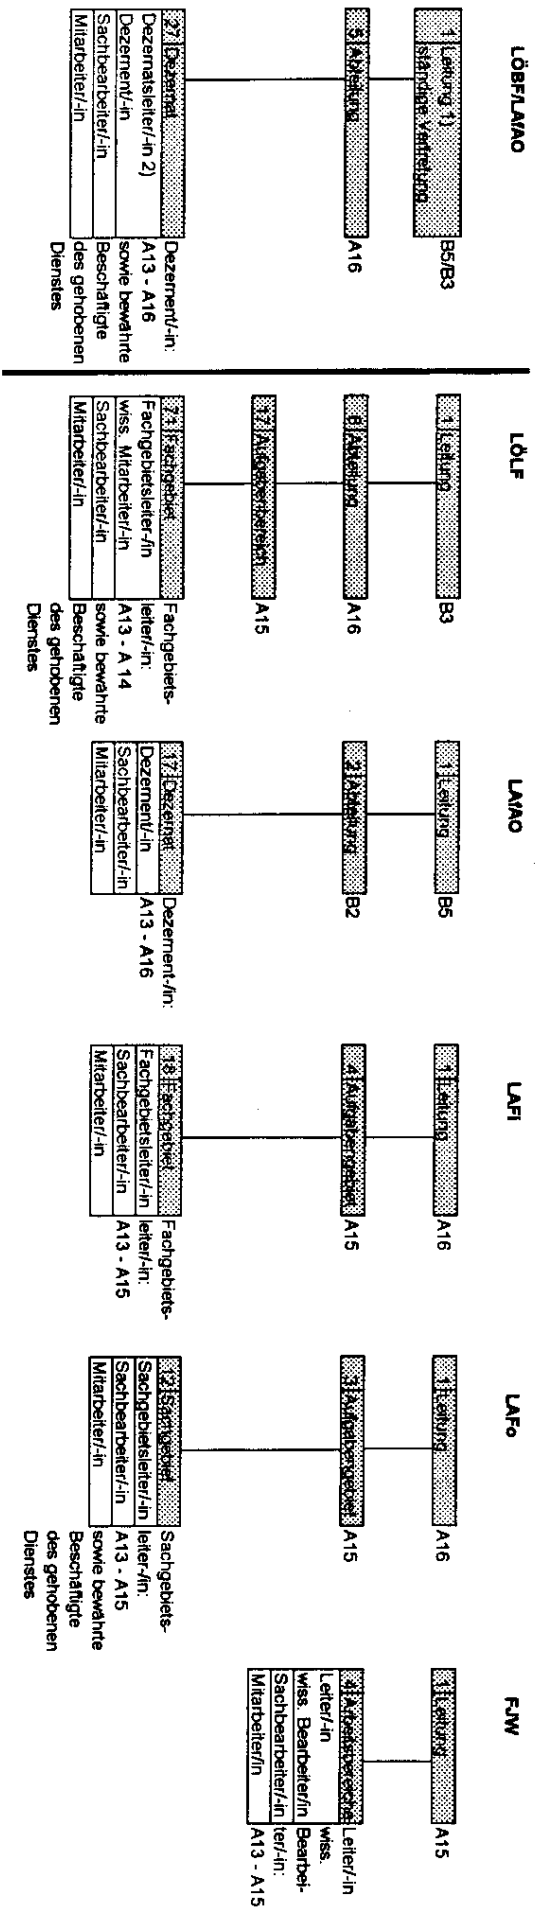 LÖBF/LAfAO
1 Leitung 1)
ständige Vertretung
B5/B3
5 Abteilung
A16
27 Dezernat
Dezernatsleiter/-in 2)
Dezernent/-in
Sachbearbeiter/-in
Mitarbeiter/-in
Dezernent/-in:
A13 - A16
sowie bewährte
Beschäftigte
des gehobenen
Dienstes
LÖLF
1 Leitung
B3
6 Abteilung
A16
17 Aufgabenbereich
A15
71 Fachgebiet
Fachgebietsleiter-/in
wiss. Mitarbeiter/-in
Sachbearbeiter/-in
Mitarbeiter/-in
Fachgebiets-
leiter/-in:
A13 - A 14
sowie bewährte
Beschäftigte
des gehobenen
Dienstes
LAfAO
1 Leitung
B5
2 Abteilung
B2
17 Dezernat
Dezernent/-in
Sachbearbeiter/-in
Mitarbeiter/-in
Dezernent-/in:
A13 - A16
LAFi
1 Leitung
A16
4 Aufgabengebiet
A15
18 Fachgebiet
Fachgebietsleiter/-in
Sachbearbeiter/-in
Mitarbeiter/-in
Fachgebiets-
leiter/-in:
A13 - A15
LAFo
1 Leitung
A16
3 Aufgabengebiet
A15
12 Sachgebiet
Sachgebietsleiter/-in
Sachbearbeiter/-in
Mitarbeiter/-in
Sachgebiets-
leiter-/in:
A13 - A15
sowie bewährte
Beschäftigte
des gehobenen
Dienstes
FJW
1 Leitung
A15
4 Arbeitsbereiche
Leiter/-in
wiss. Bearbeiter/in
Sachbearbeiter/-in
Mitarbeiter/in
Leiter/-in
wiss.
Bearbei-
ter/-in:
A13 - A15